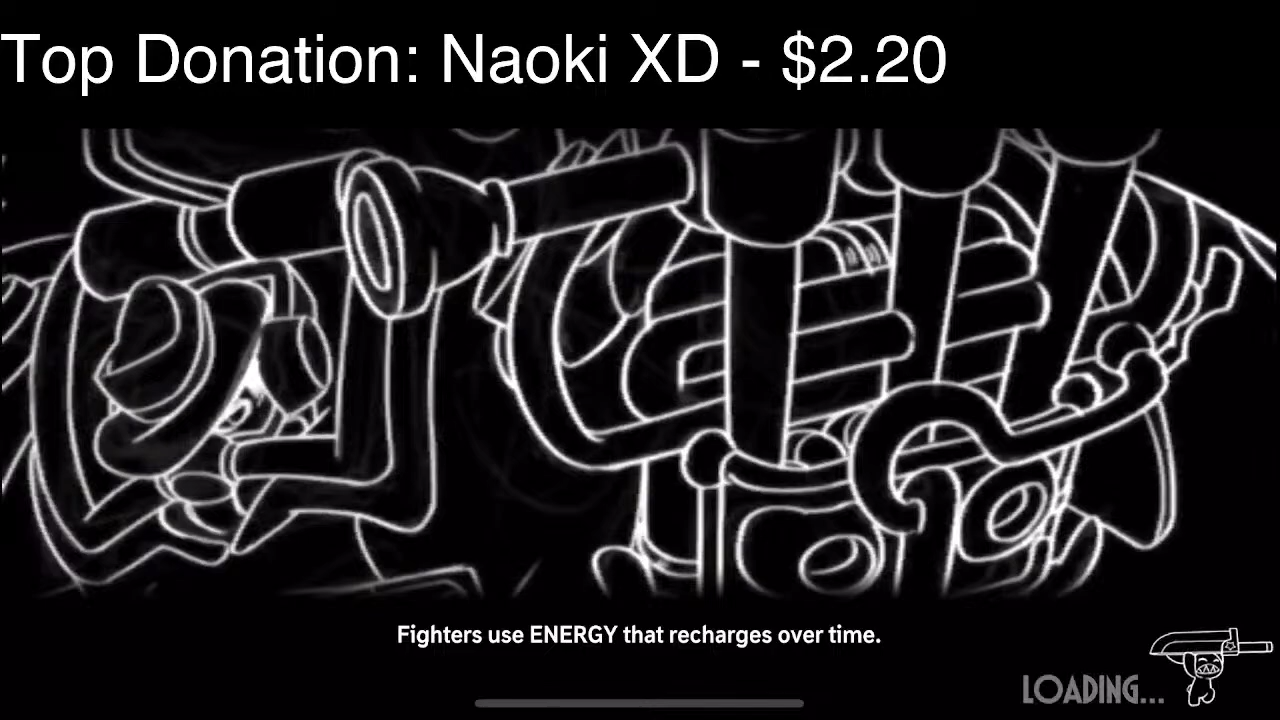 Top Donation: Naoki XD - $2.20
Fighters use ENERGY that recharges over time.
LOADING...